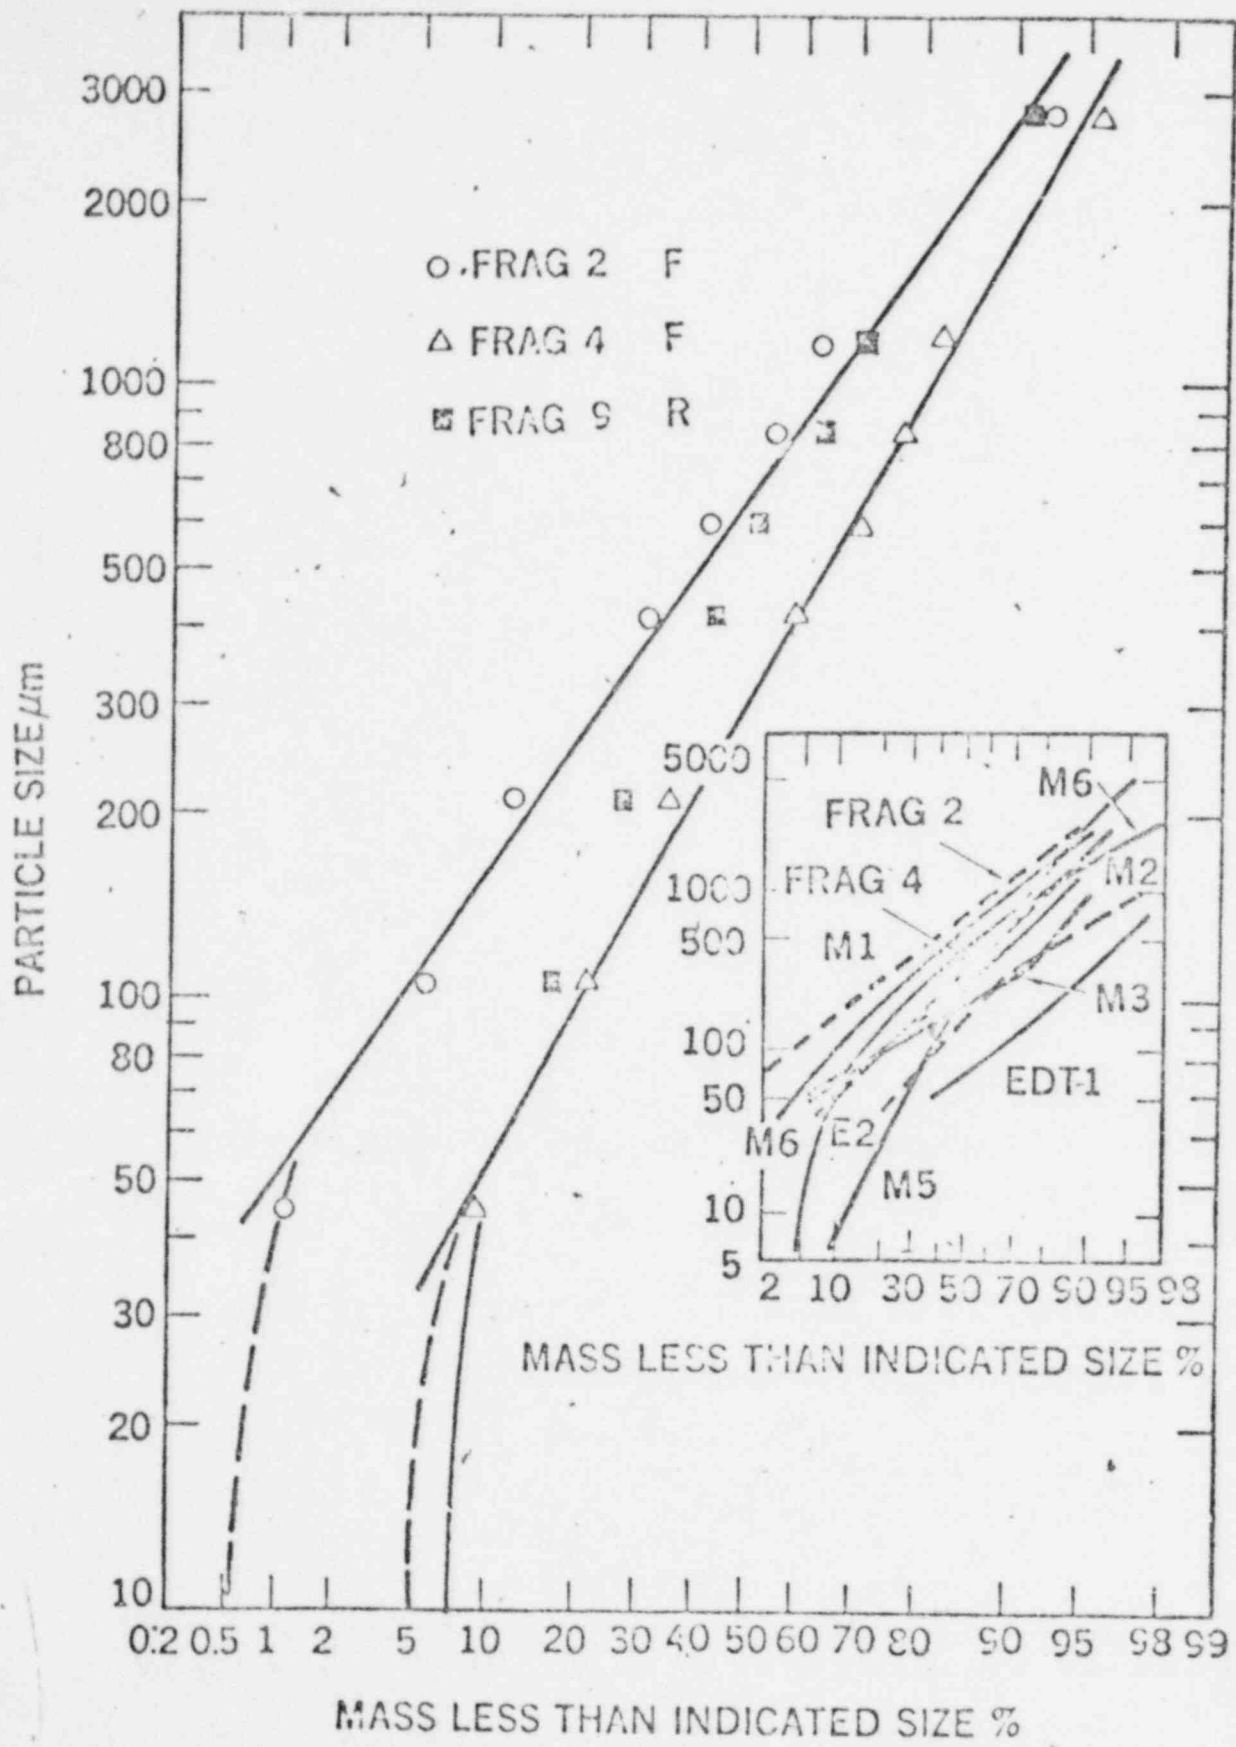 3000
2000
1000
800
500
300
200
100
80
50
30
20
10
PARTICLE SIZE μm
FRAG 2 F
FRAG 4 F
FRAG 9 R
5000
1000
500
100
50
10
5
FRAG 2
FRAG 4
M1
M6
M2
M3
EDT-1
M6
E2
M5
2 10 30 50 70 90 95 98
MASS LESS THAN INDICATED SIZE %
0.2 0.5 1 2 5 10 20 30 40 50 60 70 80 90 95 98 99
MASS LESS THAN INDICATED SIZE %